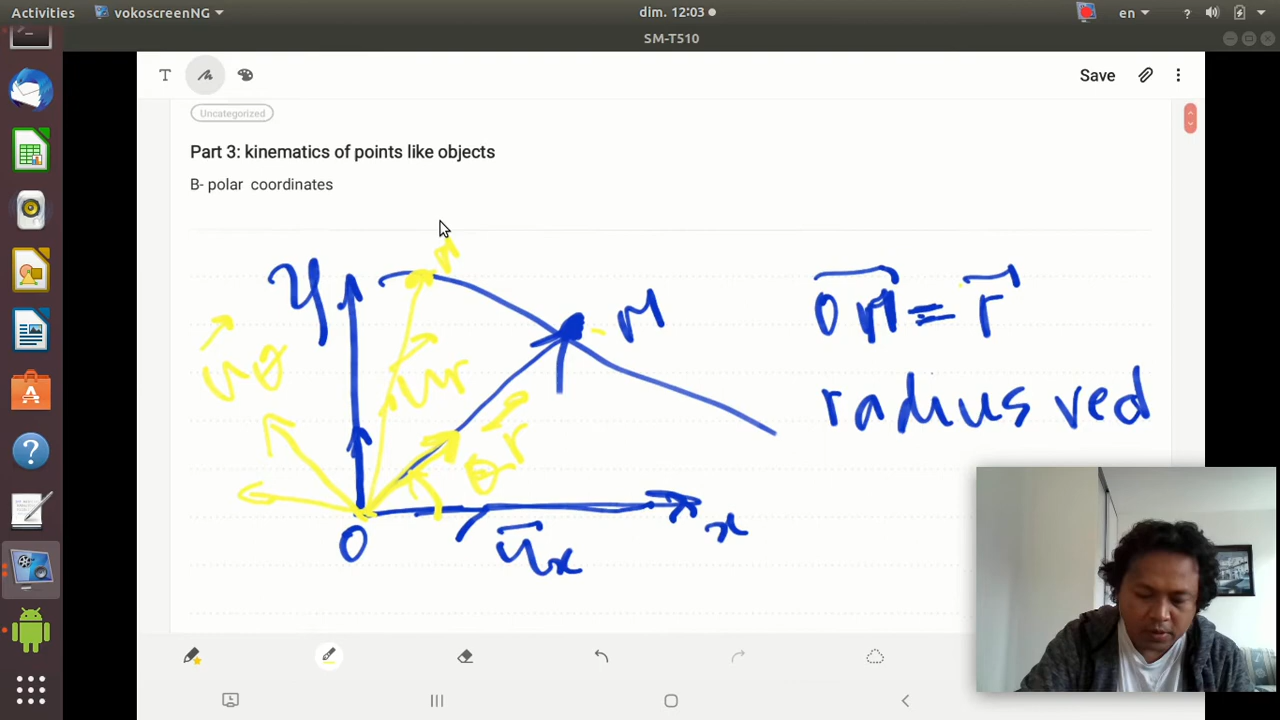 Activities vokoscreenNG dim. 12:03 en ?
SM-T510
T Save
Uncategorized
Part 3: kinematics of points like objects
B- polar coordinates
y M
M
OM = r
uθ ur
radius vec
θ r
O ux x